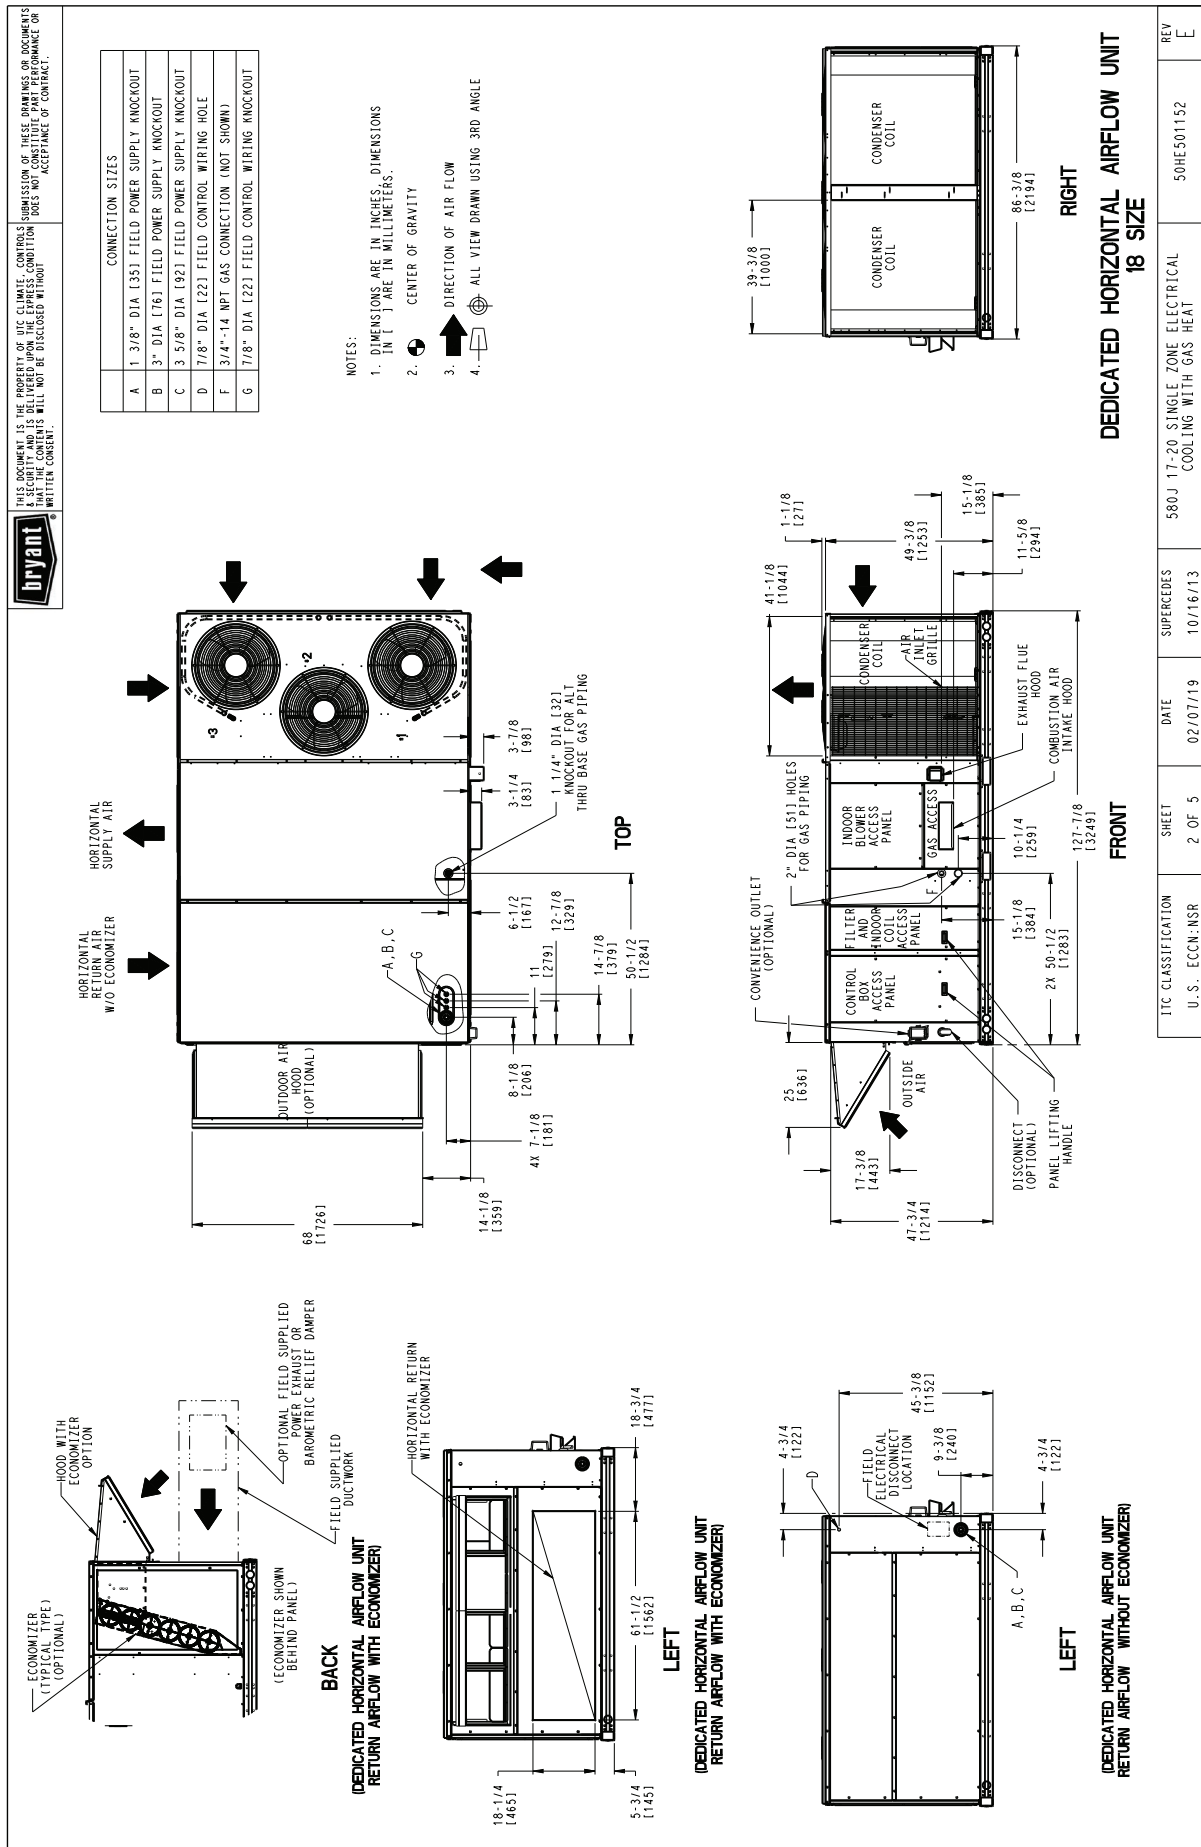 bryant
®
THIS DOCUMENT IS THE PROPERTY OF UTC CLIMATE, CONTROLS
& SECURITY AND IS DELIVERED UPON THE EXPRESS CONDITION
THAT THE CONTENTS WILL NOT BE DISCLOSED WITHOUT
WRITTEN CONSENT.
SUBMISSION OF THESE DRAWINGS OR DOCUMENTS
DOES NOT CONSTITUTE PART PERFORMANCE OR
ACCEPTANCE OF CONTRACT.
CONNECTION SIZES
A 1 3/8" DIA [35] FIELD POWER SUPPLY KNOCKOUT
B 3" DIA [76] FIELD POWER SUPPLY KNOCKOUT
C 3 5/8" DIA [92] FIELD POWER SUPPLY KNOCKOUT
D 7/8" DIA [22] FIELD CONTROL WIRING HOLE
F 3/4"-14 NPT GAS CONNECTION (NOT SHOWN)
G 7/8" DIA [22] FIELD CONTROL WIRING KNOCKOUT
NOTES:
1. DIMENSIONS ARE IN INCHES, DIMENSIONS
IN [ ] ARE IN MILLIMETERS.
2. CENTER OF GRAVITY
3. DIRECTION OF AIR FLOW
4. ALL VIEW DRAWN USING 3RD ANGLE
ECONOMIZER
(TYPICAL TYPE)
(OPTIONAL)
HOOD WITH
ECONOMIZER
OPTION
OPTIONAL FIELD SUPPLIED
POWER EXHAUST OR
BAROMETRIC RELIEF DAMPER
FIELD SUPPLIED
DUCTWORK
(ECONOMIZER SHOWN
BEHIND PANEL)
BACK
(DEDICATED HORIZONTAL AIRFLOW UNIT
RETURN AIRFLOW WITH ECONOMIZER)
HORIZONTAL
RETURN AIR
W/O ECONOMIZER
HORIZONTAL
SUPPLY AIR
OUTDOOR AIR
HOOD
(OPTIONAL)
A,B,C
G
3
2
1
68
[1726]
14-1/8
[359]
4X 7-1/8
[181]
8-1/8
[206]
11
[279]
12-7/8
[329]
14-7/8
[379]
50-1/2
[1284]
6-1/2
[167]
3-1/4
[83]
3-7/8
[98]
1 1/4" DIA [32]
KNOCKOUT FOR ALT
THRU BASE GAS PIPING
TOP
HORIZONTAL RETURN
WITH ECONOMIZER
18-1/4
[465]
5-3/4
[145]
61-1/2
[1562]
18-3/4
[477]
LEFT
(DEDICATED HORIZONTAL AIRFLOW UNIT
RETURN AIRFLOW WITH ECONOMIZER)
4-3/4
[122]
D
FIELD
ELECTRICAL
DISCONNECT
LOCATION
45-3/8
[1152]
9-3/8
[240]
4-3/4
[122]
A,B,C
LEFT
(DEDICATED HORIZONTAL AIRFLOW UNIT
RETURN AIRFLOW WITHOUT ECONOMIZER)
CONVENIENCE OUTLET
(OPTIONAL)
2" DIA [51] HOLES
FOR GAS PIPING
41-1/8
[1044]
1-1/8
[27]
49-3/8
[1253]
15-1/8
[385]
11-5/8
[294]
25
[636]
OUTSIDE
AIR
17-3/8
[443]
47-3/4
[1214]
CONTROL
BOX
ACCESS
PANEL
FILTER
AND
INDOOR
COIL
ACCESS
PANEL
INDOOR
BLOWER
ACCESS
PANEL
GAS ACCESS
F
CONDENSER
COIL
AIR
INLET
GRILLE
EXHAUST FLUE
HOOD
COMBUSTION AIR
INTAKE HOOD
DISCONNECT
(OPTIONAL)
PANEL LIFTING
HANDLE
15-1/8
[384]
10-1/4
[259]
2X 50-1/2
[1283]
127-7/8
[3249]
FRONT
39-3/8
[1000]
CONDENSER
COIL
CONDENSER
COIL
86-3/8
[2194]
RIGHT
DEDICATED HORIZONTAL AIRFLOW UNIT
18 SIZE
ITC CLASSIFICATION
U.S. ECCN:NSR
SHEET
2 OF 5
DATE
02/07/19
SUPERCEDES
10/16/13
580J 17-20 SINGLE ZONE ELECTRICAL
COOLING WITH GAS HEAT
50HE501152
REV
E